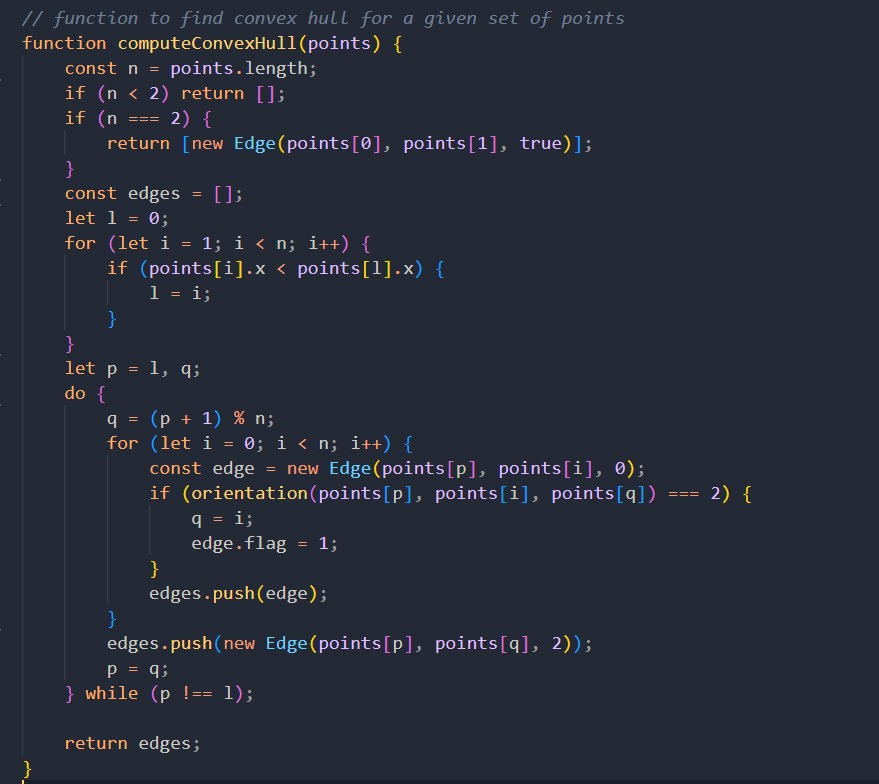 // function to find convex hull for a given set of points
function computeConvexHull(points) {
    const n = points.length;
    if (n < 2) return [];
    if (n === 2) {
        return [new Edge(points[0], points[1], true)];
    }
    const edges = [];
    let l = 0;
    for (let i = 1; i < n; i++) {
        if (points[i].x < points[l].x) {
            l = i;
        }
    }
    let p = l, q;
    do {
        q = (p + 1) % n;
        for (let i = 0; i < n; i++) {
            const edge = new Edge(points[p], points[i], 0);
            if (orientation(points[p], points[i], points[q]) === 2) {
                q = i;
                edge.flag = 1;
            }
            edges.push(edge);
        }
        edges.push(new Edge(points[p], points[q], 2));
        p = q;
    } while (p !== l);

    return edges;
}